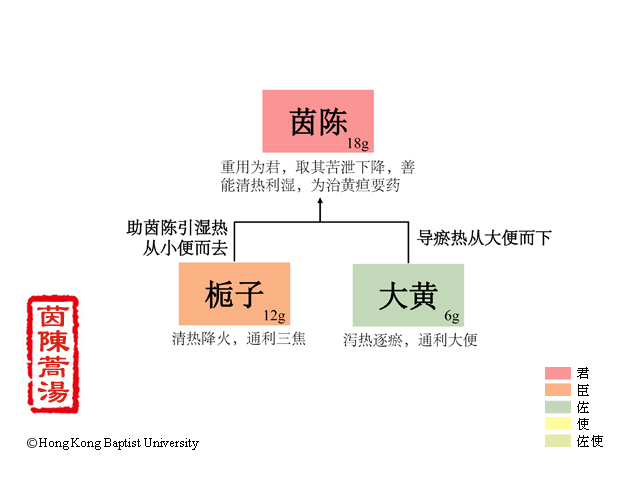 茵陈
18g
重用为君，取其苦泄下降，善
能清热利湿，为治黄疸要药
助茵陈引湿热
从小便而去
导瘀热从大便而下
栀子
12g
大黄
6g
清热降火，通利三焦
泻热逐瘀，通利大便
茵陳蒿湯
君
臣
佐
使
佐使
©Hong Kong Baptist University